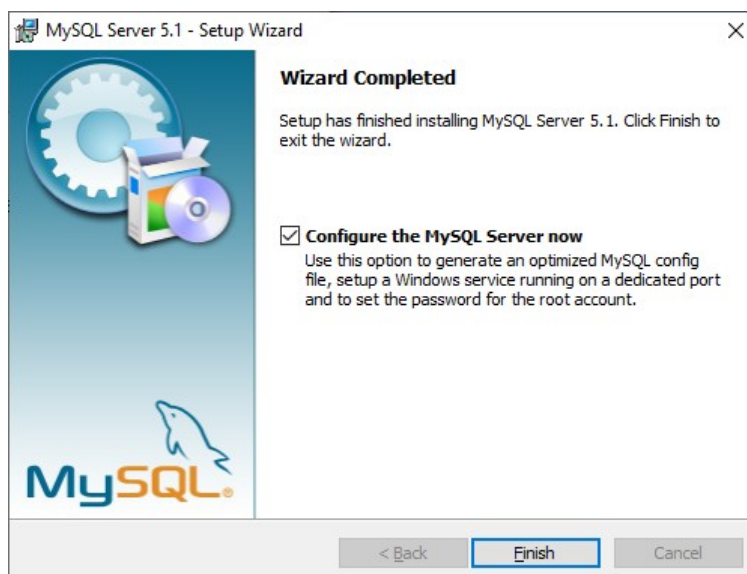 MySQL Server 5.1 - Setup Wizard
Wizard Completed
Setup has finished installing MySQL Server 5.1. Click Finish to
exit the wizard.
Configure the MySQL Server now
Use this option to generate an optimized MySQL config
file, setup a Windows service running on a dedicated port
and to set the password for the root account.
MySQL®
< Back
Finish
Cancel